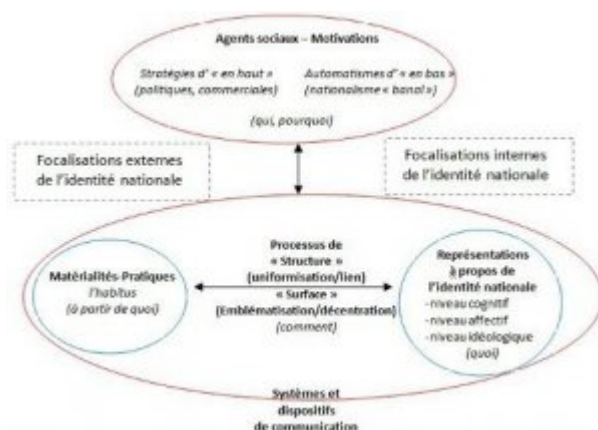 Agents sociaux – Motivations
Stratégies d' « en haut »
(politiques, commerciales)
Automatismes d' « en bas »
(nationalisme « banal »)
(qui, pourquoi)
Focalisations externes
de l'identité nationale
Focalisations internes
de l'identité nationale
Matérialités-Pratiques
l'habitus
(à partir de quoi)
Processus de
« Structure »
(uniformisation/lien)
« Surface »
(Emblématisation/décentration)
(comment)
Représentations
à propos de
l'identité nationale
-niveau cognitif
-niveau affectif
-niveau idéologique
(quoi)
Systèmes et
dispositifs
de communication